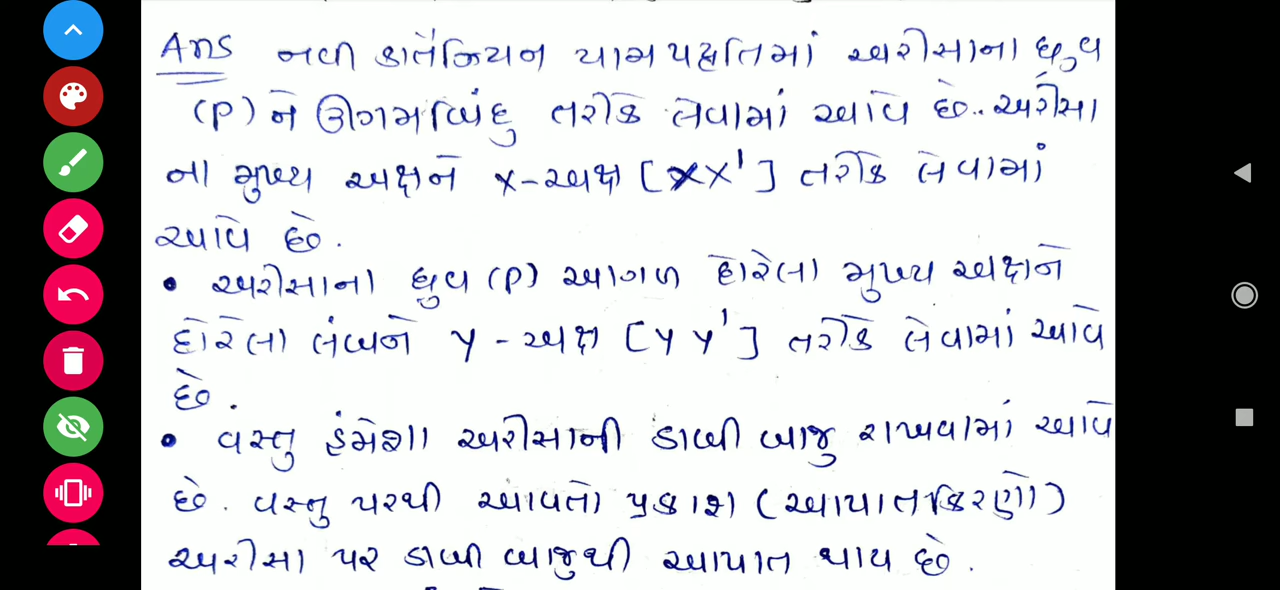 Ans નવી કાર્તેઝિયન યામ પદ્ધતિમાં અરીસાના ધ્રુવ
(P) ને ઊગમબિંદુ તરીકે લેવામાં આવે છે.. અરીસા
ના મુખ્ય અક્ષને x-અક્ષ [XX'] તરીકે લેવામાં
આવે છે.
• અરીસાના ધ્રુવ (P) આગળ દોરેલા મુખ્ય અક્ષને
દોરેલા લંબને y - અક્ષ [YY'] તરીકે લેવામાં આવે
છે.
• વસ્તુ હંમેશા અરીસાની ડાબી બાજુ રાખવામાં આવે
છે. વસ્તુ પરથી આવતો પ્રકાશ (આપાતકિરણો)
અરીસા પર ડાબી બાજુથી આપાત થાય છે.